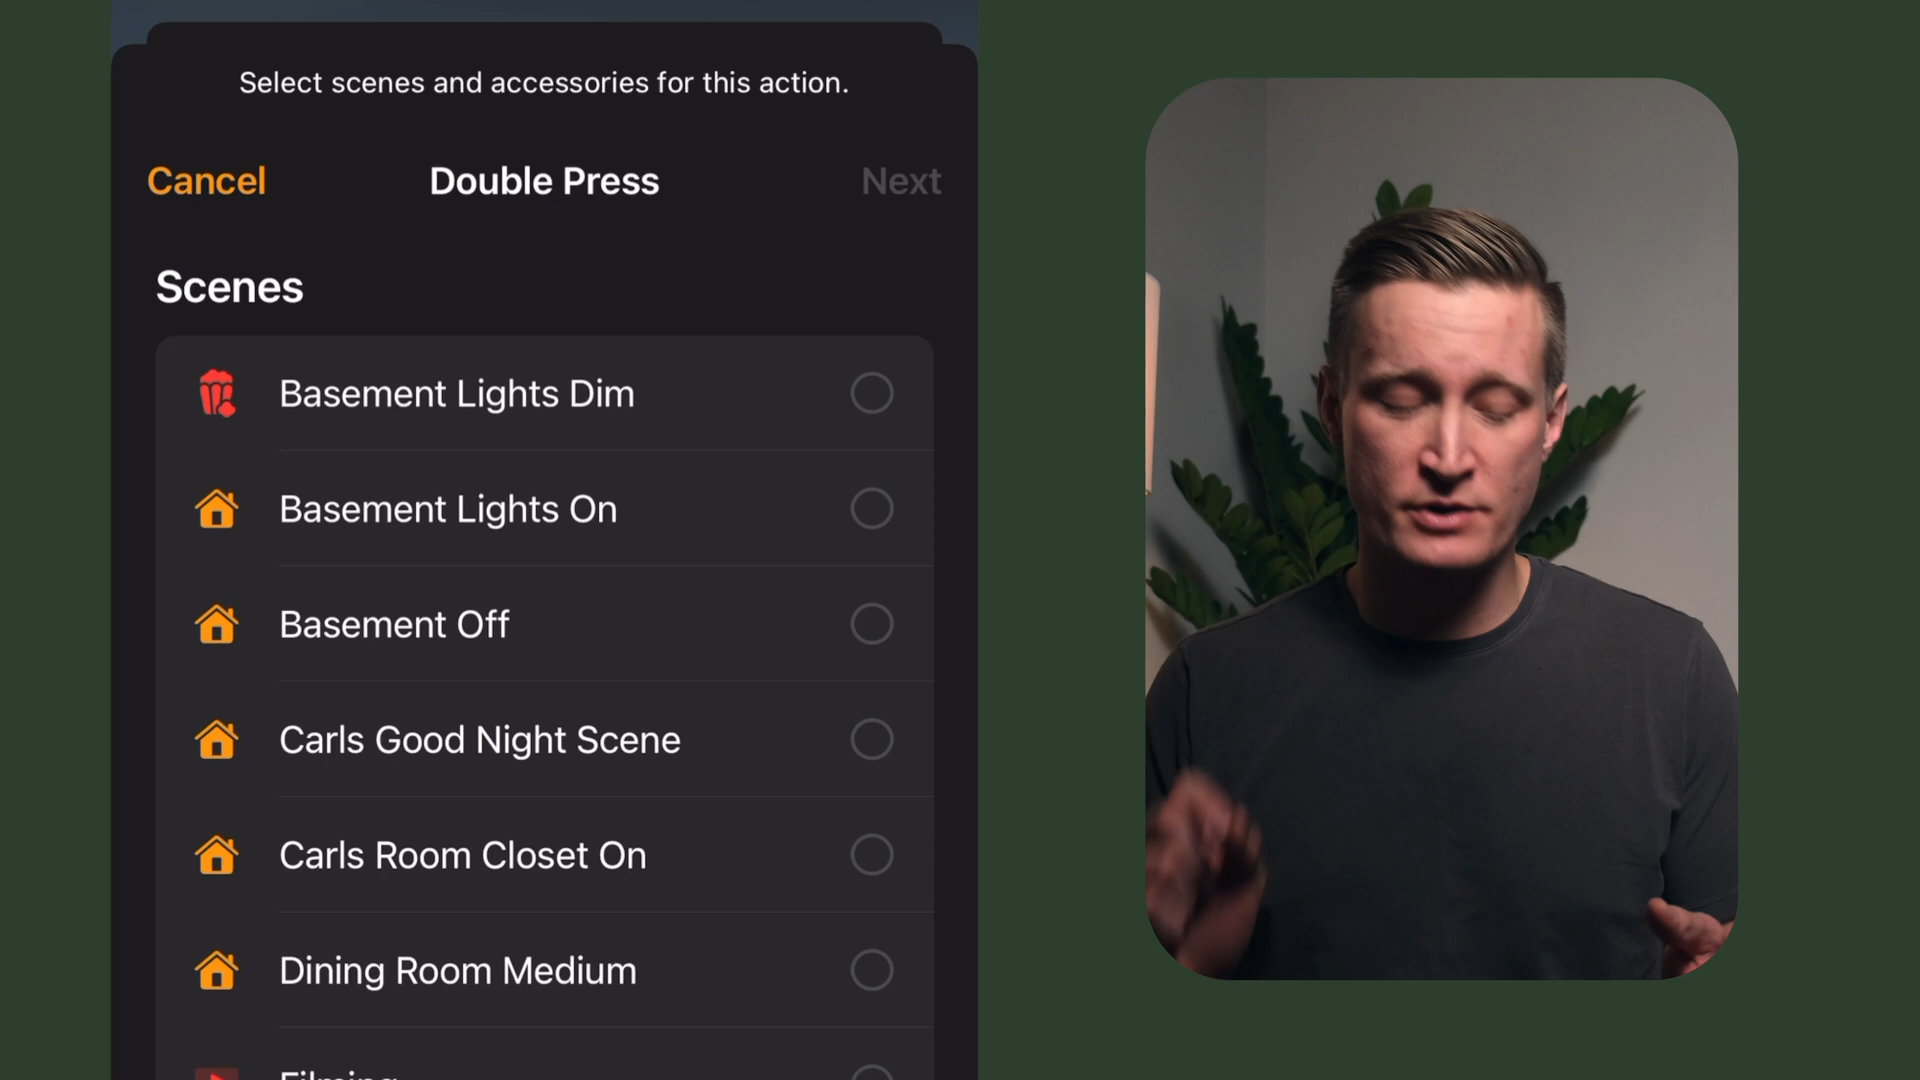 Select scenes and accessories for this action.
Cancel
Double Press
Next
Scenes
Basement Lights Dim
Basement Lights On
Basement Off
Carls Good Night Scene
Carls Room Closet On
Dining Room Medium
Filming